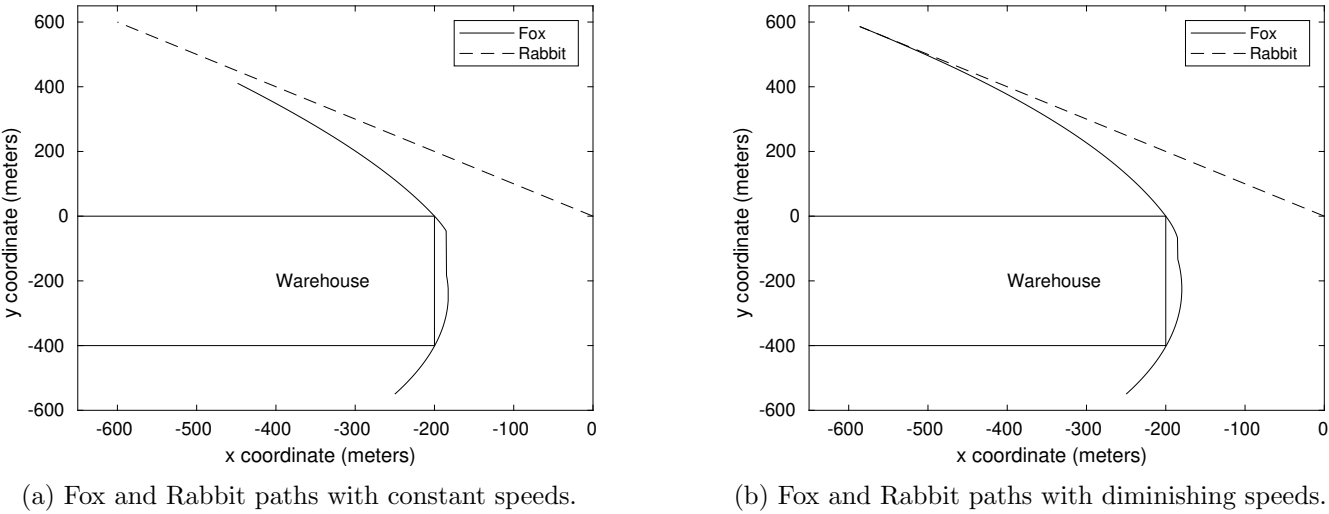 600
400
200
0
-200
-400
-600
-600 -500 -400 -300 -200 -100 0
x coordinate (meters)
y coordinate (meters)
Fox
Rabbit
Warehouse
(a) Fox and Rabbit paths with constant speeds.
600
400
200
0
-200
-400
-600
-600 -500 -400 -300 -200 -100 0
x coordinate (meters)
y coordinate (meters)
Fox
Rabbit
Warehouse
(b) Fox and Rabbit paths with diminishing speeds.